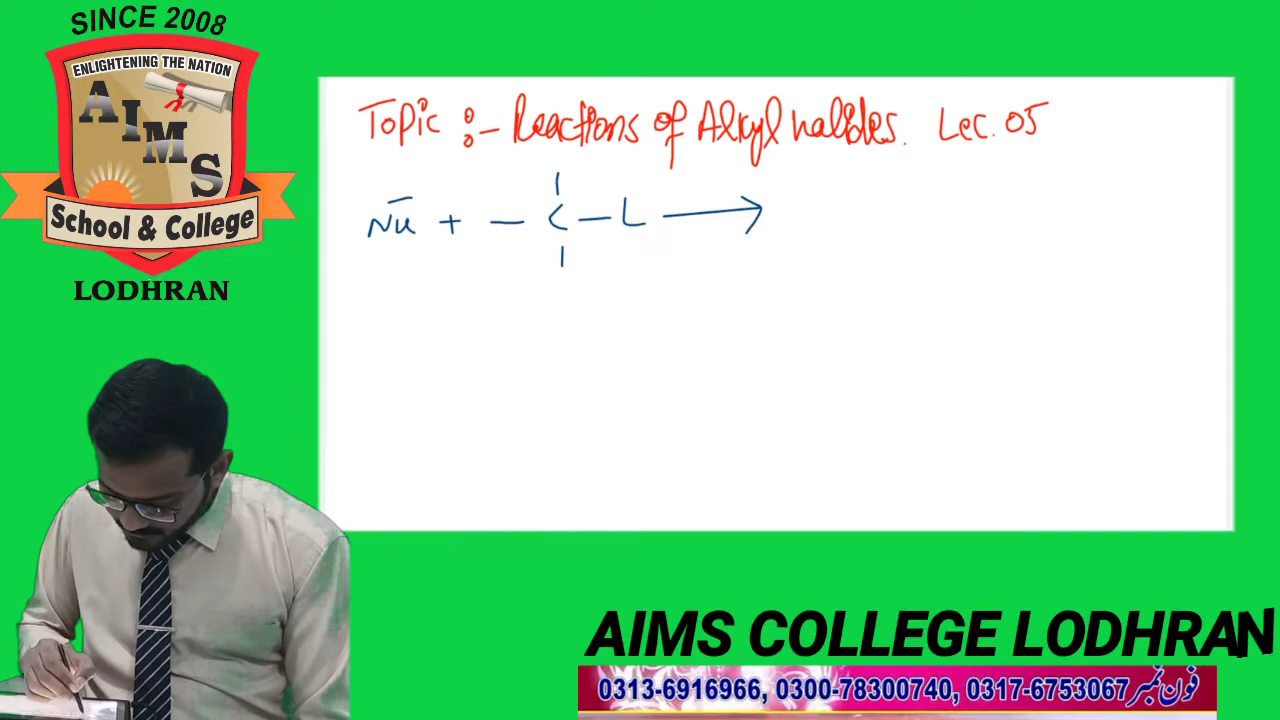 SINCE 2008
ENLIGHTENING THE NATION
AIMS
School & College
LODHRAN
Topic :- Reactions of Alkyl halides. Lec. 05
Nu⁻ + — C — L ⟶
AIMS COLLEGE LODHRAN
0313-6916966, 0300-78300740, 0317-6753067 فون نمبر